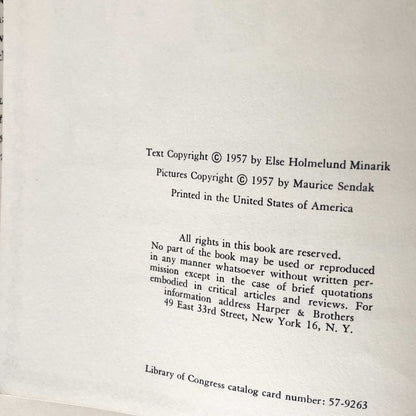 Text Copyright © 1957 by Else Holmelund Minarik
Pictures Copyright © 1957 by Maurice Sendak
Printed in the United States of America
All rights in this book are reserved.
No part of the book may be used or reproduced
in any manner whatsoever without written per-
mission except in the case of brief quotations
embodied in critical articles and reviews. For
information address Harper & Brothers
49 East 33rd Street, New York 16, N. Y.
Library of Congress catalog card number: 57-9263